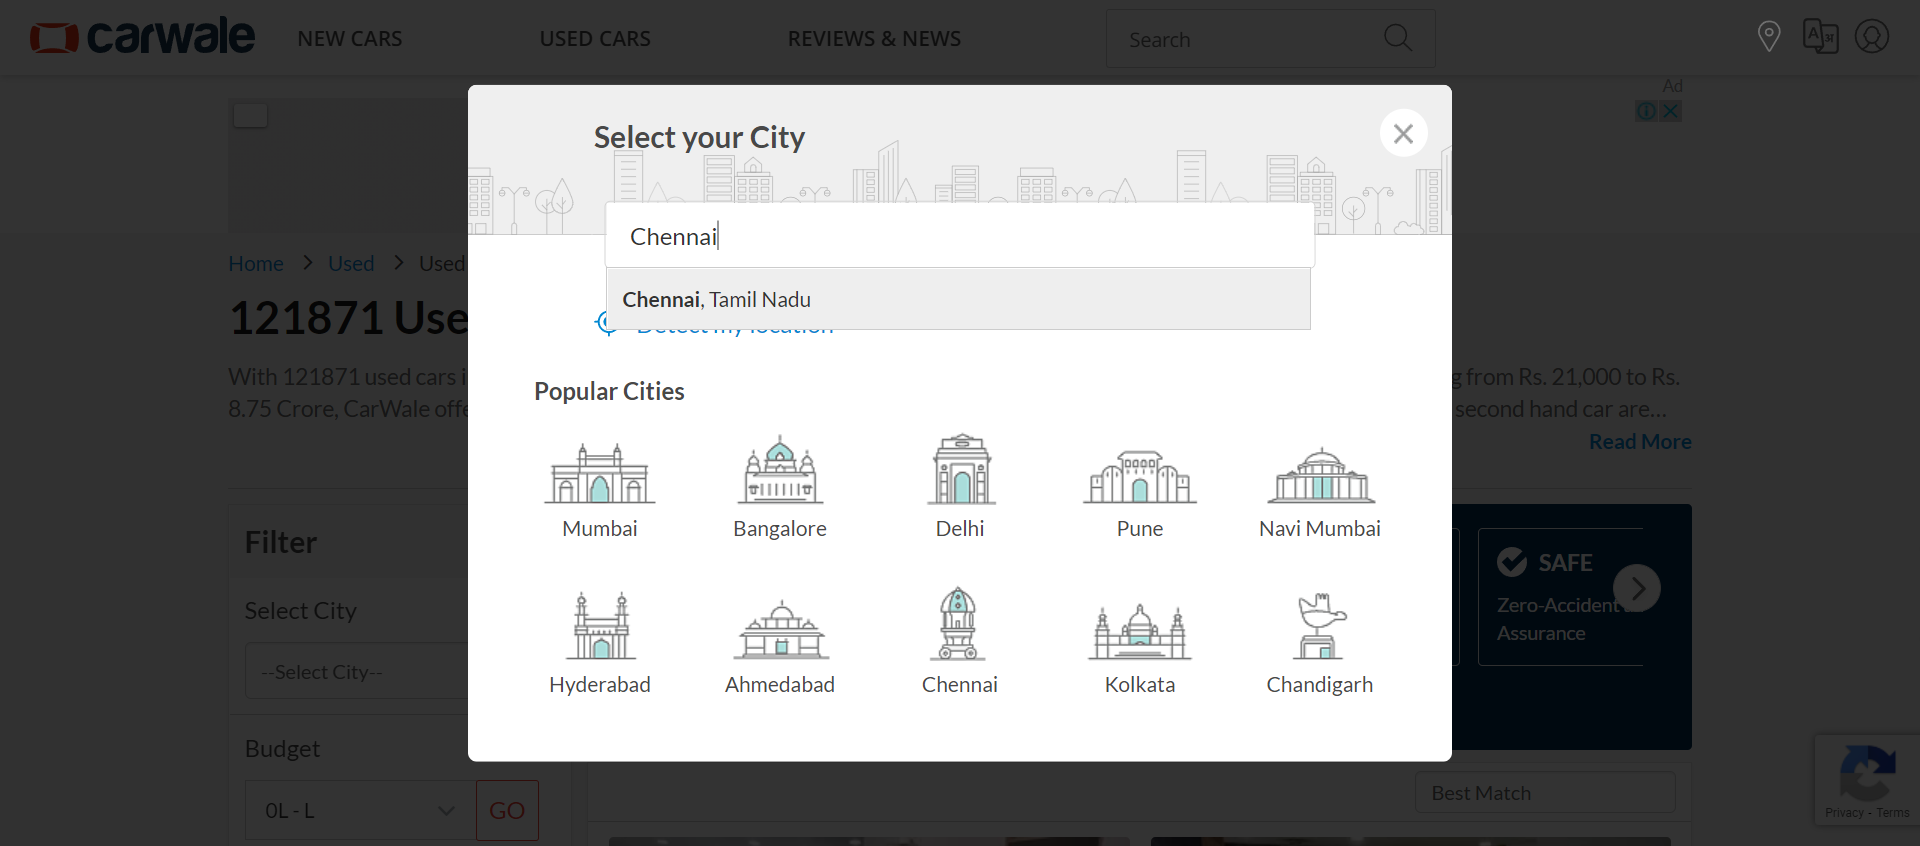 carwale NEW CARS USED CARS REVIEWS & NEWS Search
Ad
Select your City
Chennai
Chennai, Tamil Nadu
Detect my location
Home > Used > Used
121871 Use
With 121871 used cars i
g from Rs. 21,000 to Rs.
8.75 Crore, CarWale offe
second hand car are...
Read More
Popular Cities
Mumbai Bangalore Delhi Pune Navi Mumbai
Hyderabad Ahmedabad Chennai Kolkata Chandigarh
Filter
Select City
--Select City--
Budget
0L - L GO
SAFE
Zero-Accident
Assurance
Best Match
Privacy - Terms